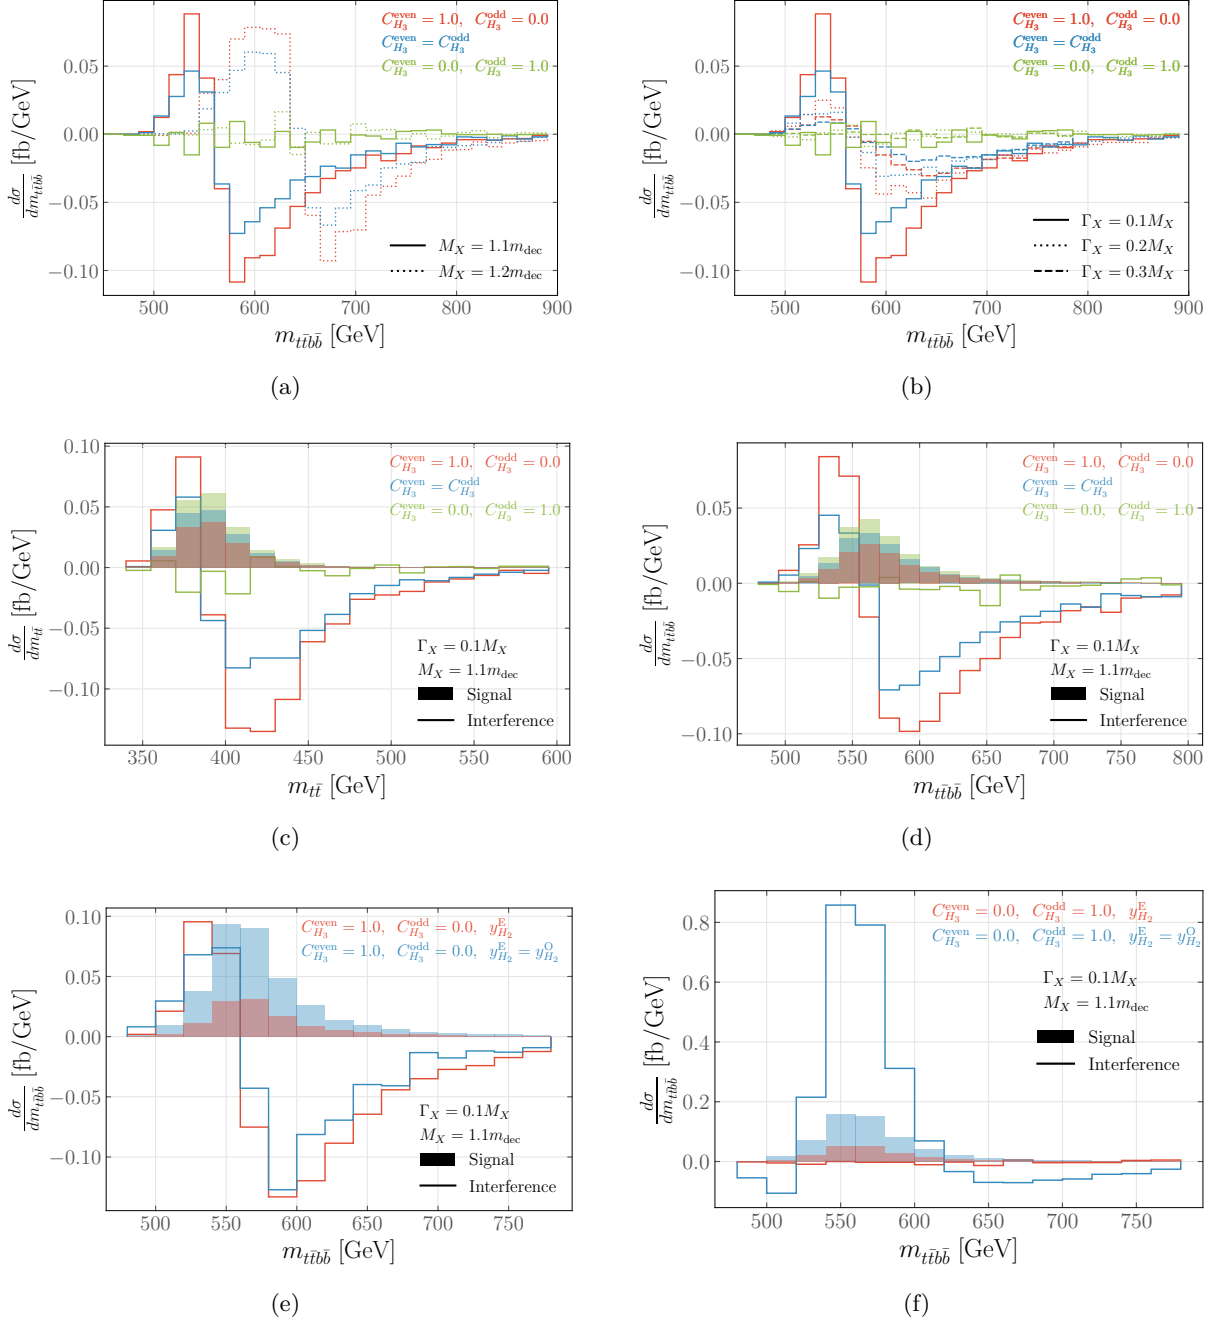 C_{H_3}^{even} = 1.0, C_{H_3}^{odd} = 0.0
C_{H_3}^{even} = C_{H_3}^{odd}
C_{H_3}^{even} = 0.0, C_{H_3}^{odd} = 1.0
0.05
0.00
−0.05
−0.10
dσ/dm_{tt̄bb̄} [fb/GeV]
M_X = 1.1m_{dec}
M_X = 1.2m_{dec}
500 600 700 800 900
m_{tt̄bb̄} [GeV]
(a)
C_{H_3}^{even} = 1.0, C_{H_3}^{odd} = 0.0
C_{H_3}^{even} = C_{H_3}^{odd}
C_{H_3}^{even} = 0.0, C_{H_3}^{odd} = 1.0
0.05
0.00
−0.05
−0.10
dσ/dm_{tt̄bb̄} [fb/GeV]
Γ_X = 0.1M_X
Γ_X = 0.2M_X
Γ_X = 0.3M_X
500 600 700 800 900
m_{tt̄bb̄} [GeV]
(b)
C_{H_3}^{even} = 1.0, C_{H_3}^{odd} = 0.0
C_{H_3}^{even} = C_{H_3}^{odd}
C_{H_3}^{even} = 0.0, C_{H_3}^{odd} = 1.0
0.10
0.05
0.00
−0.05
−0.10
dσ/dm_{tt̄} [fb/GeV]
Γ_X = 0.1M_X
M_X = 1.1m_{dec}
Signal
Interference
350 400 450 500 550 600
m_{tt̄} [GeV]
(c)
C_{H_3}^{even} = 1.0, C_{H_3}^{odd} = 0.0
C_{H_3}^{even} = C_{H_3}^{odd}
C_{H_3}^{even} = 0.0, C_{H_3}^{odd} = 1.0
0.05
0.00
−0.05
−0.10
dσ/dm_{tt̄bb̄} [fb/GeV]
Γ_X = 0.1M_X
M_X = 1.1m_{dec}
Signal
Interference
500 550 600 650 700 750 800
m_{tt̄bb̄} [GeV]
(d)
C_{H_3}^{even} = 1.0, C_{H_3}^{odd} = 0.0, y_{H_2}^{E}
C_{H_3}^{even} = 1.0, C_{H_3}^{odd} = 0.0, y_{H_2}^{E} = y_{H_2}^{O}
0.10
0.05
0.00
−0.05
−0.10
dσ/dm_{tt̄bb̄} [fb/GeV]
Γ_X = 0.1M_X
M_X = 1.1m_{dec}
Signal
Interference
500 550 600 650 700 750
m_{tt̄bb̄} [GeV]
(e)
C_{H_3}^{even} = 0.0, C_{H_3}^{odd} = 1.0, y_{H_2}^{E}
C_{H_3}^{even} = 0.0, C_{H_3}^{odd} = 1.0, y_{H_2}^{E} = y_{H_2}^{O}
0.8
0.6
0.4
0.2
0.0
dσ/dm_{tt̄bb̄} [fb/GeV]
Γ_X = 0.1M_X
M_X = 1.1m_{dec}
Signal
Interference
500 550 600 650 700 750
m_{tt̄bb̄} [GeV]
(f)